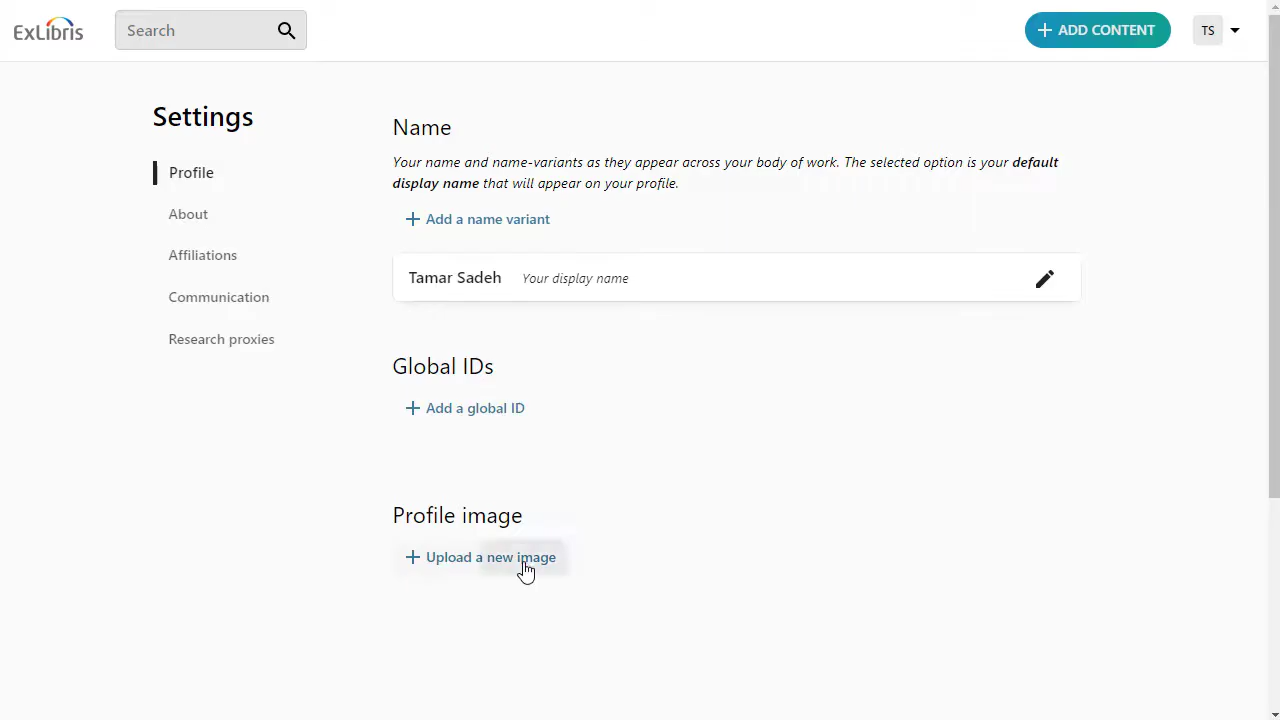 ExLibris
Search
ADD CONTENT
TS
Settings
Profile
About
Affiliations
Communication
Research proxies
Name
Your name and name-variants as they appear across your body of work. The selected option is your default
display name that will appear on your profile.
Add a name variant
Tamar Sadeh Your display name
Global IDs
Add a global ID
Profile image
Upload a new image